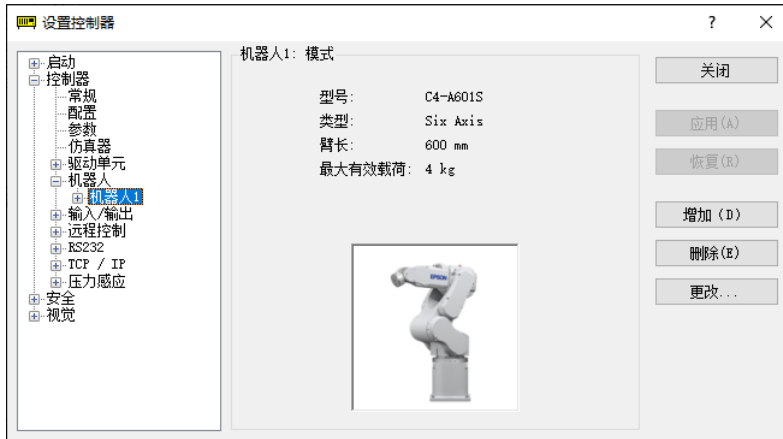 设置控制器
启动
控制器
常规
配置
参数
仿真器
驱动单元
机器人
机器人1
输入/输出
远程控制
RS232
TCP / IP
压力感应
安全
视觉
机器人1: 模式
型号: C4-A601S
类型: Six Axis
臂长: 600 mm
最大有效载荷: 4 kg
EPSON
关闭
应用(A)
恢复(R)
增加 (D)
删除(E)
更改...